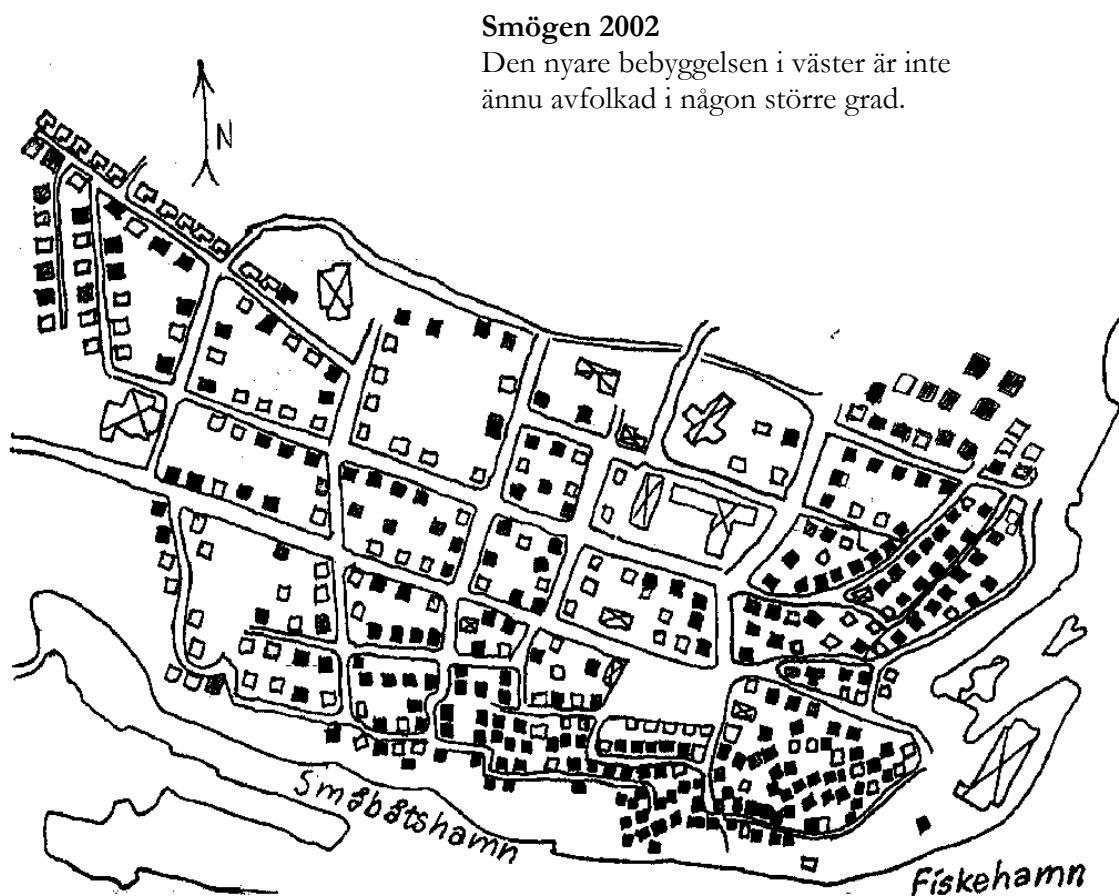 Smögen 2002
Den nyare bebyggelsen i väster är inte
ännu avfolkad i någon större grad.
N
Småbåtshamn
Fiskehamn